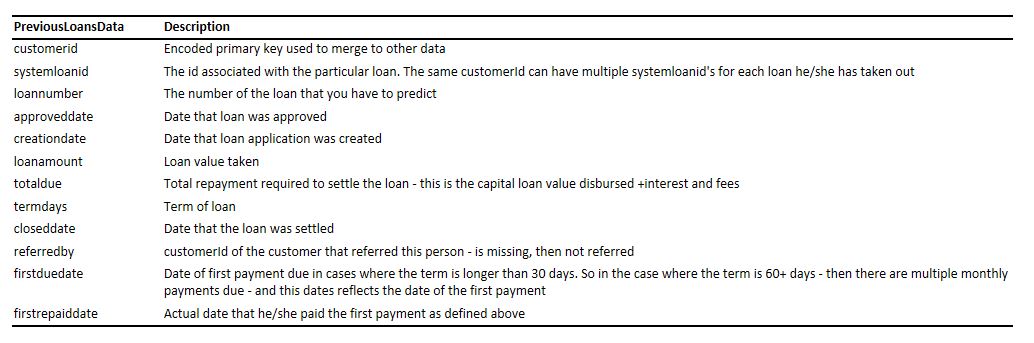 PreviousLoansData Description
customerid Encoded primary key used to merge to other data
systemloanid The id associated with the particular loan. The same customerId can have multiple systemloanid's for each loan he/she has taken out
loannumber The number of the loan that you have to predict
approveddate Date that loan was approved
creationdate Date that loan application was created
loanamount Loan value taken
totaldue Total repayment required to settle the loan - this is the capital loan value disbursed +interest and fees
termdays Term of loan
closeddate Date that the loan was settled
referredby customerId of the customer that referred this person - is missing, then not referred
firstduedate Date of first payment due in cases where the term is longer than 30 days. So in the case where the term is 60+ days - then there are multiple monthly
payments due - and this dates reflects the date of the first payment
firstrepaiddate Actual date that he/she paid the first payment as defined above